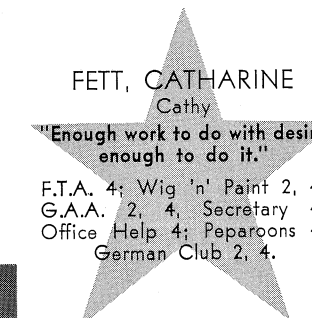 FETT, CATHARINE
Cathy
"Enough work to do with
enough to do it."
F.T.A. 4; Wig 'n' Paint 2,
G.A.A. 2, 4, Secretary
Office Help 4; Peparoons
German Club 2, 4.